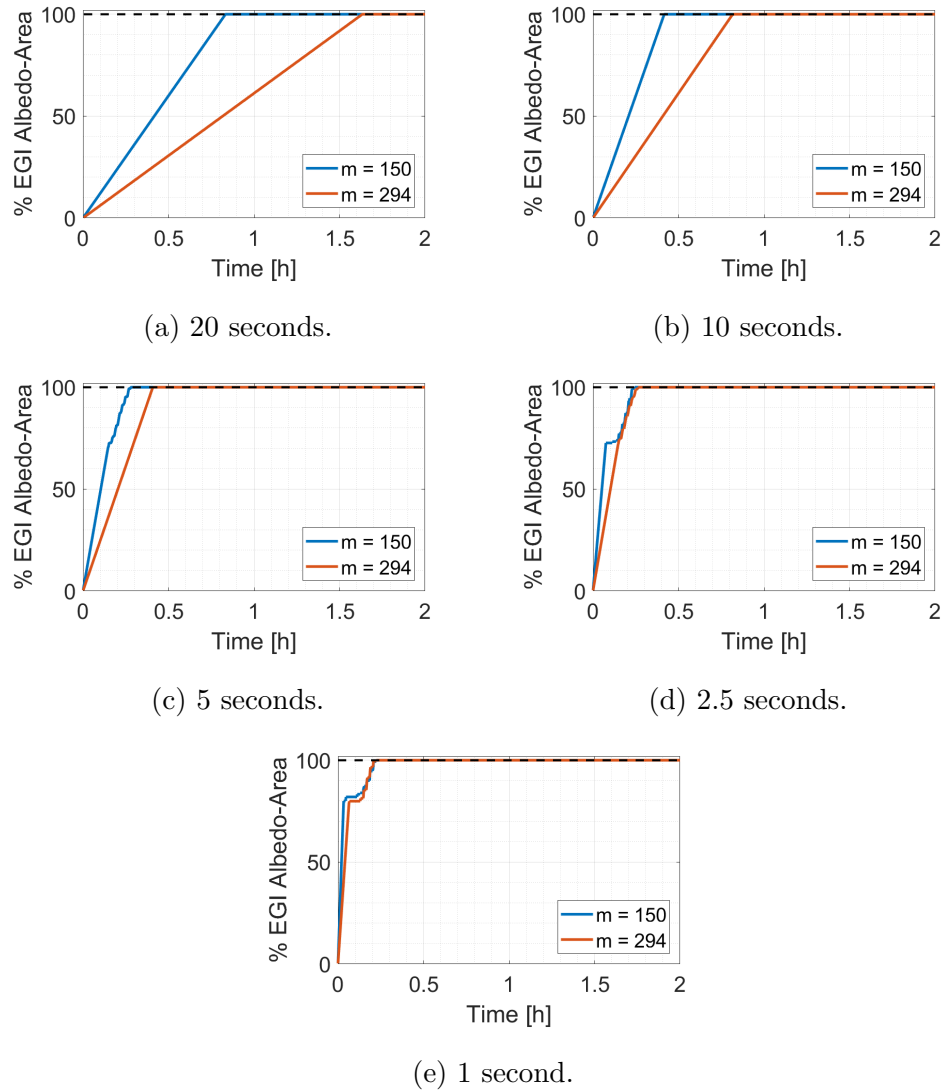 % EGI Albedo-Area
100
50
0
0 0.5 1 1.5 2
Time [h]
m = 150
m = 294
(a) 20 seconds.
% EGI Albedo-Area
100
50
0
0 0.5 1 1.5 2
Time [h]
m = 150
m = 294
(b) 10 seconds.
% EGI Albedo-Area
100
50
0
0 0.5 1 1.5 2
Time [h]
m = 150
m = 294
(c) 5 seconds.
% EGI Albedo-Area
100
50
0
0 0.5 1 1.5 2
Time [h]
m = 150
m = 294
(d) 2.5 seconds.
% EGI Albedo-Area
100
50
0
0 0.5 1 1.5 2
Time [h]
m = 150
m = 294
(e) 1 second.